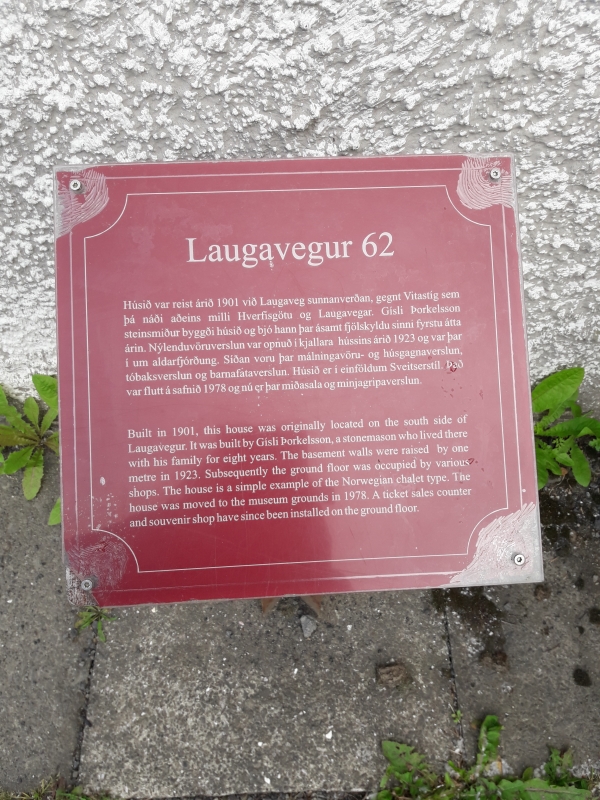 Laugavegur 62
Húsið var reist árið 1901 við Laugaveg sunnanverðan, gegnt Vitastíg sem
þá náði aðeins milli Hverfisgötu og Laugavegar. Gísli Þorkelsson
steinsmiður byggði húsið og bjó hann þar ásamt fjölskyldu sinni fyrstu átta
árin. Nýlenduvöruverslun var opnuð í kjallara hússins árið 1923 og var þar
í um aldarfjórðung. Síðan voru þar málningavöru- og húsgagnaverslun,
tóbaksverslun og barnafataverslun. Húsið er í einföldum Sveitserstíl. Það
var flutt á safnið 1978 og nú er þar miðasala og minjagripaverslun.
Built in 1901, this house was originally located on the south side of
Laugavegur. It was built by Gísli Þorkelsson, a stonemason who lived there
with his family for eight years. The basement walls were raised by one
metre in 1923. Subsequently the ground floor was occupied by various
shops. The house is a simple example of the Norwegian chalet type. The
house was moved to the museum grounds in 1978. A ticket sales counter
and souvenir shop have since been installed on the ground floor.